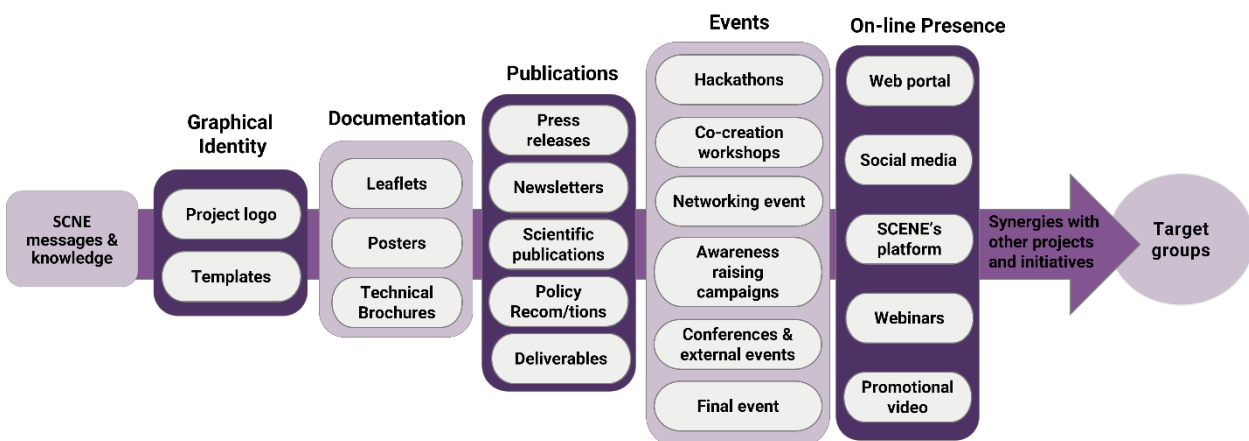 SCNE
messages &
knowledge
Graphical
Identity
Project logo
Templates
Documentation
Leaflets
Posters
Technical
Brochures
Publications
Press
releases
Newsletters
Scientific
publications
Policy
Recom/tions
Deliverables
Events
Hackathons
Co-creation
workshops
Networking event
Awareness
raising
campaigns
Conferences &
external events
Final event
On-line Presence
Web portal
Social media
SCENE's
platform
Webinars
Promotional
video
Synergies with
other projects
and initiatives
Target
groups